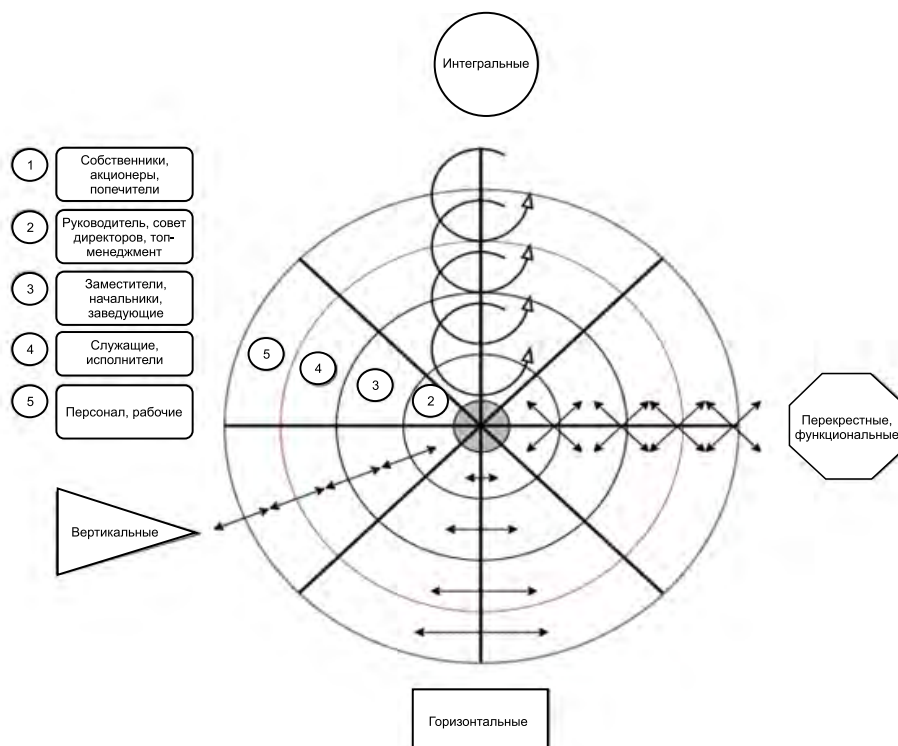 Интегральные
1
Собственники,
акционеры,
попечители
2
Руководитель, совет
директоров, топ-
менеджмент
3
Заместители,
начальники,
заведующие
4
Служащие,
исполнители
5
Персонал, рабочие
5
4
3
2
Перекрестные,
функциональные
Вертикальные
Горизонтальные